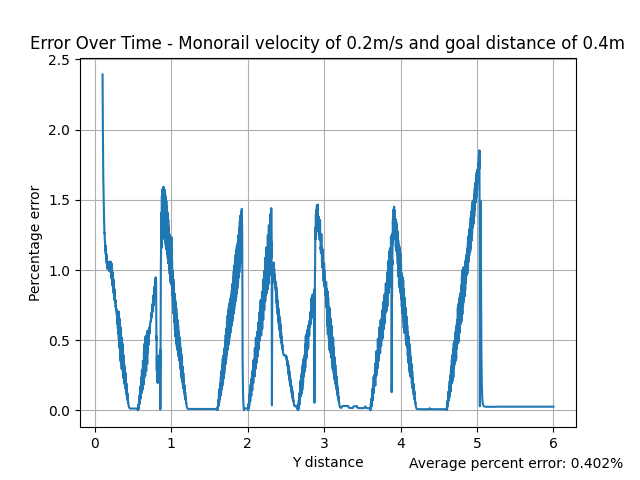 Error Over Time - Monorail velocity of 0.2m/s and goal distance of 0.4m
2.5
2.0
1.5
1.0
0.5
0.0
Percentage error
0 1 2 3 4 5 6
Y distance
Average percent error: 0.402%